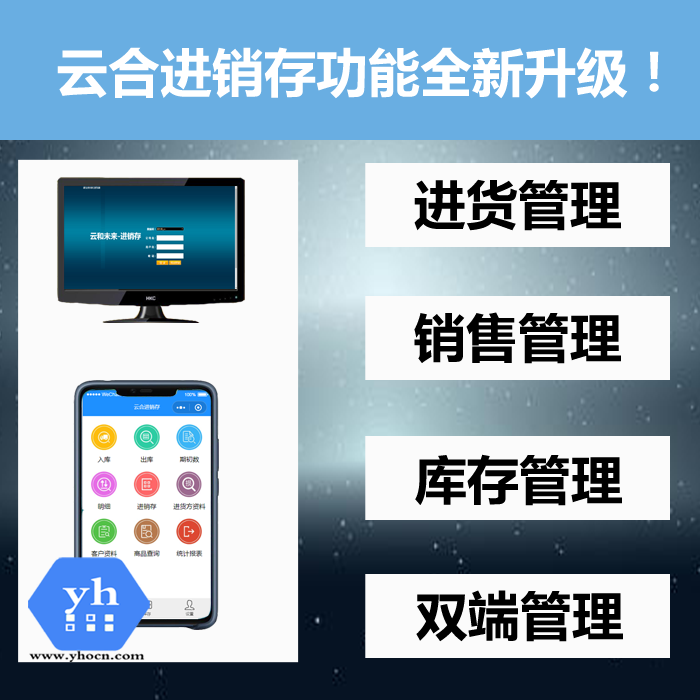 云合进销存功能全新升级！
云和未来-进销存
HKC
100%
云合进销存
入库 出库 期初数
明细 进销存 进货方资料
客户资料 商品查询 统计报表
yh
www.yhocn.com
进货管理
销售管理
库存管理
双端管理